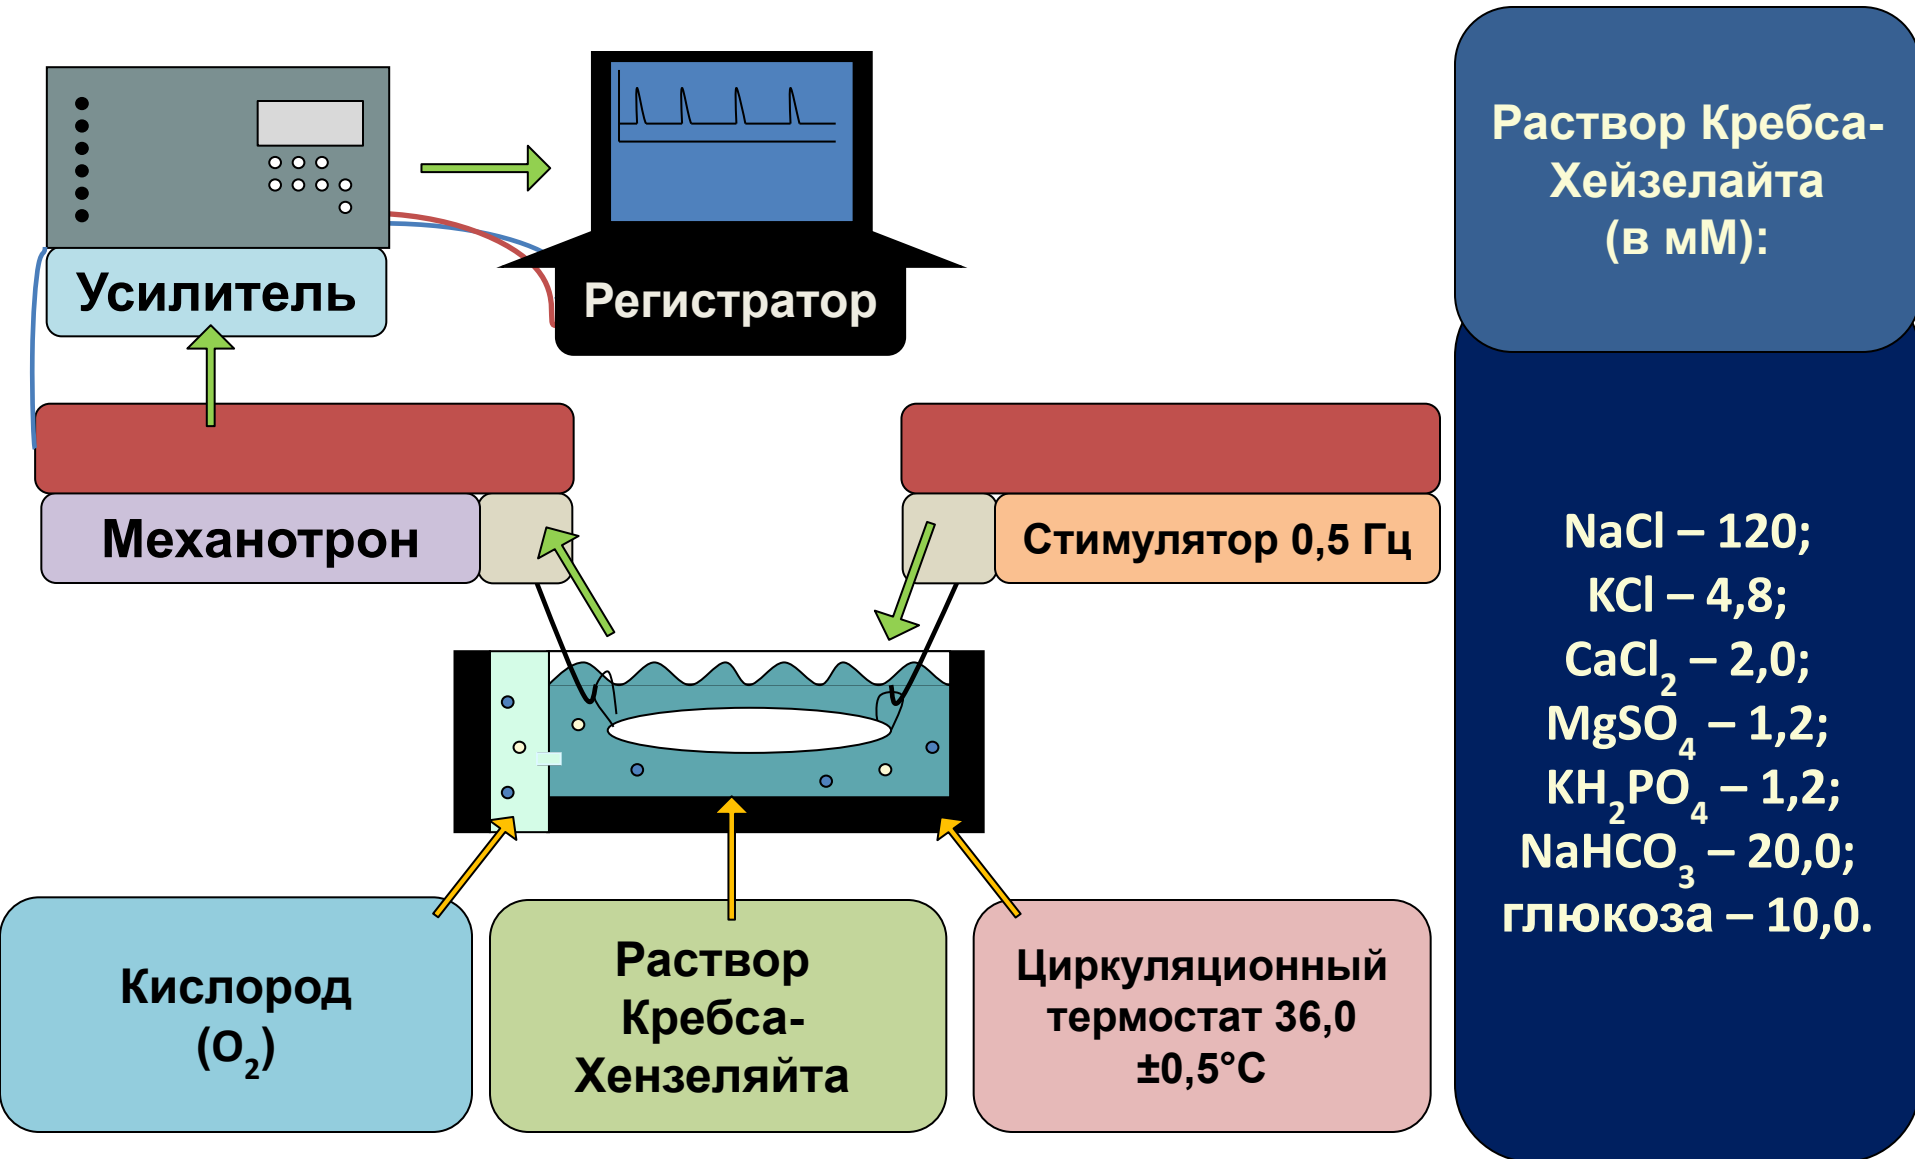 Усилитель
Регистратор
Механотрон
Стимулятор 0,5 Гц
Кислород
(O₂)
Раствор
Кребса-
Хензеляйта
Циркуляционный
термостат 36,0
±0,5°С
Раствор Кребса-
Хейзелайта
(в мМ):
NaCl – 120;
KCl – 4,8;
CaCl₂ – 2,0;
MgSO₄ – 1,2;
KH₂PO₄ – 1,2;
NaHCO₃ – 20,0;
глюкоза – 10,0.